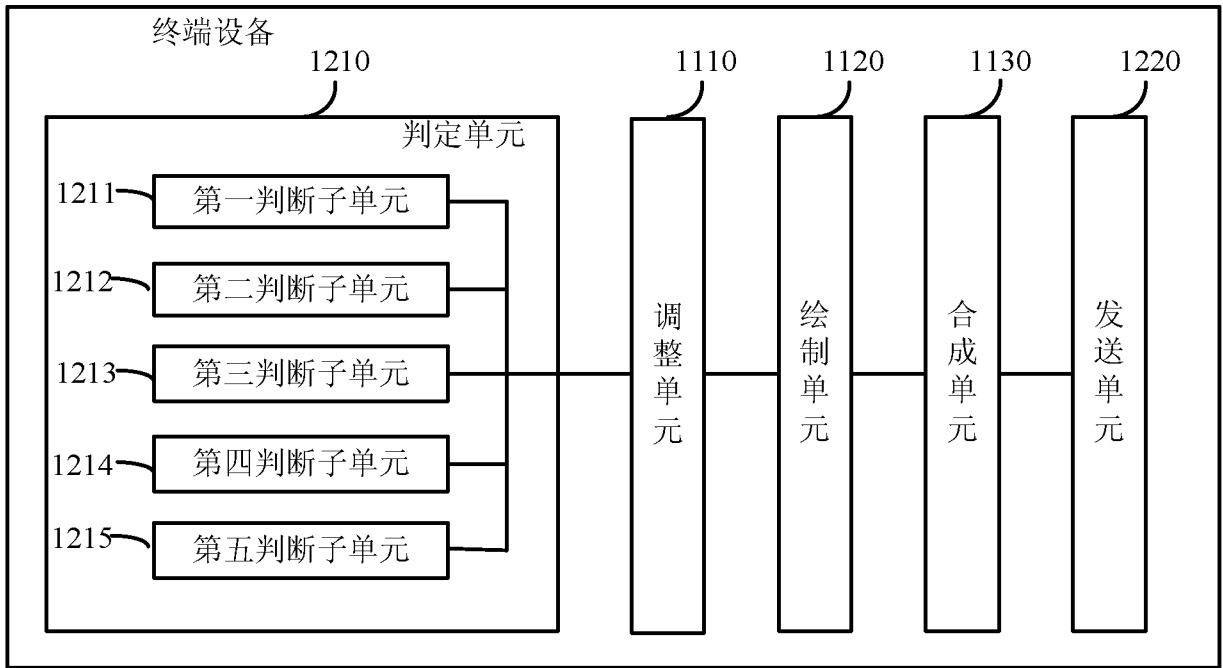 终端设备
1210
1110
1120
1130
1220
判定单元
1211
第一判断子单元
1212
第二判断子单元
1213
第三判断子单元
1214
第四判断子单元
1215
第五判断子单元
调整单元
绘制单元
合成单元
发送单元